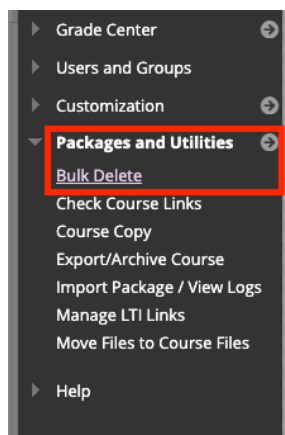 Grade Center
Users and Groups
Customization
Packages and Utilities
Bulk Delete
Check Course Links
Course Copy
Export/Archive Course
Import Package / View Logs
Manage LTI Links
Move Files to Course Files
Help